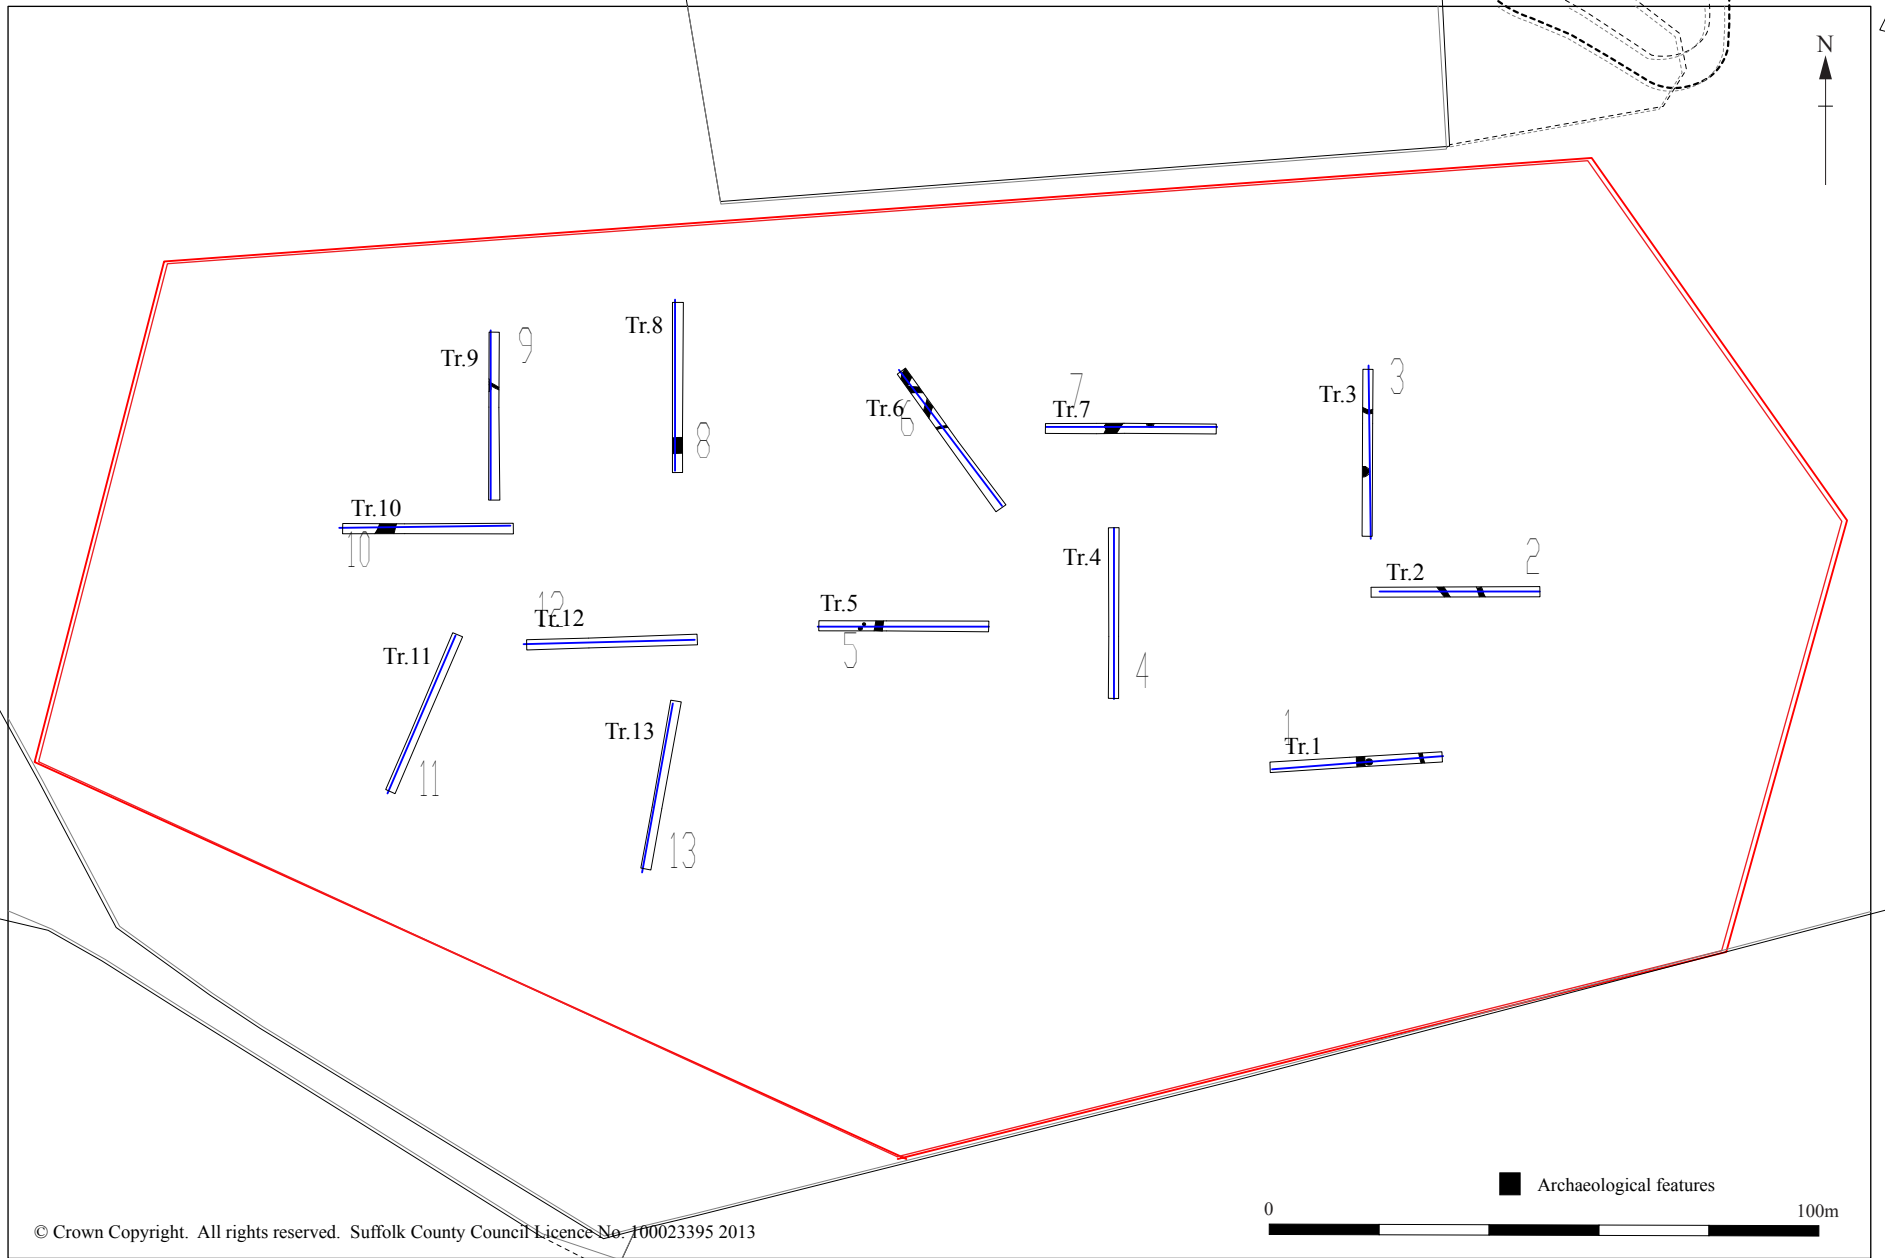 N
Tr.8
Tr.9
9
8
Tr.6
6
7
Tr.7
3
Tr.3
Tr.10
10
Tr.4
4
Tr.2
2
12
Tr.12
Tr.5
5
Tr.11
11
Tr.13
13
1
Tr.1
Archaeological features
0
100m
© Crown Copyright. All rights reserved. Suffolk County Council Licence No. 100023395 2013